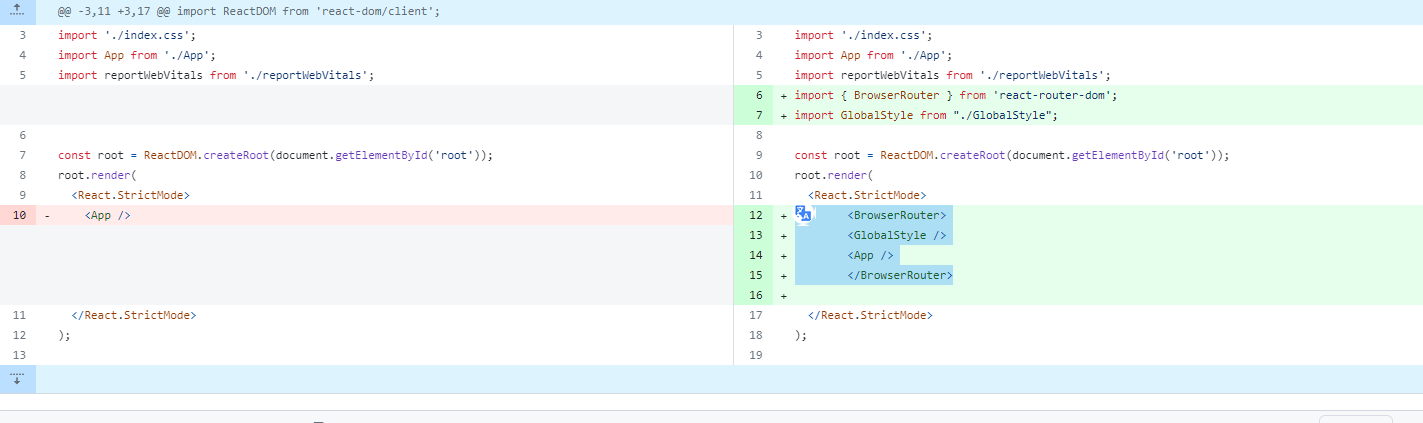 @@ -3,11 +3,17 @@ import ReactDOM from 'react-dom/client';
3 import './index.css';
4 import App from './App';
5 import reportWebVitals from './reportWebVitals';
6
7 const root = ReactDOM.createRoot(document.getElementById('root'));
8 root.render(
9 <React.StrictMode>
10 - <App />
11 </React.StrictMode>
12 );
13
3 import './index.css';
4 import App from './App';
5 import reportWebVitals from './reportWebVitals';
6 + import { BrowserRouter } from 'react-router-dom';
7 + import GlobalStyle from "./GlobalStyle";
8
9 const root = ReactDOM.createRoot(document.getElementById('root'));
10 root.render(
11 <React.StrictMode>
12 + <BrowserRouter>
13 + <GlobalStyle />
14 + <App />
15 + </BrowserRouter>
16 +
17 </React.StrictMode>
18 );
19